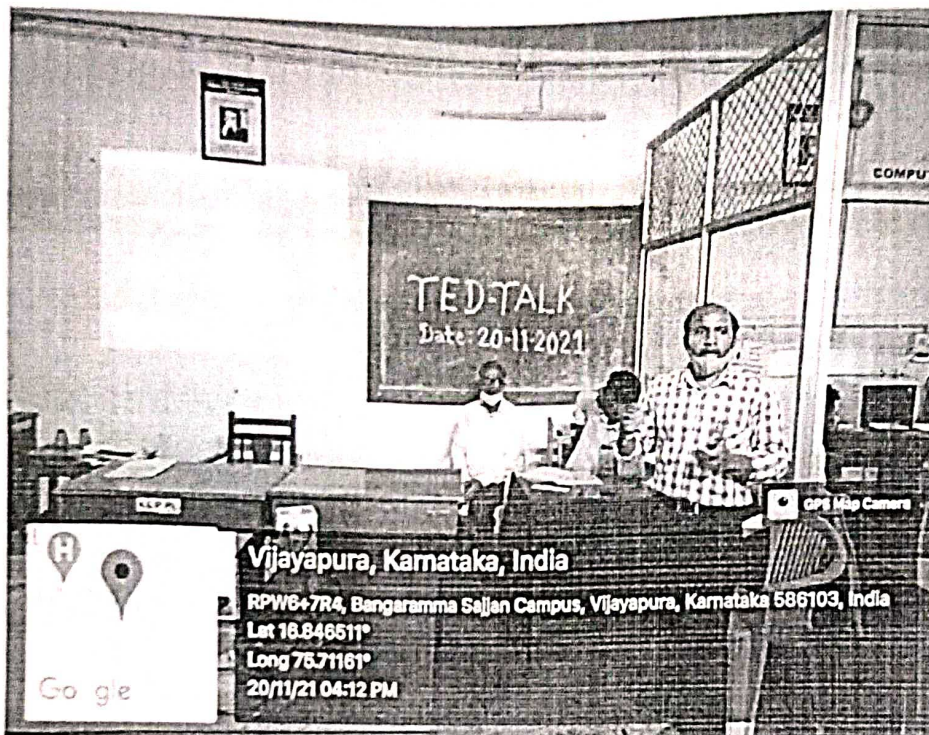 COMPUT
TED-TALK
Date: 20-11-2021
GPS Map Camera
H
Vijayapura, Karnataka, India
RPW6+7R4, Bangaramma Sajjan Campus, Vijayapura, Karnataka 586103, India
Lat 16.846511°
Long 75.71161°
20/11/21 04:12 PM
Google